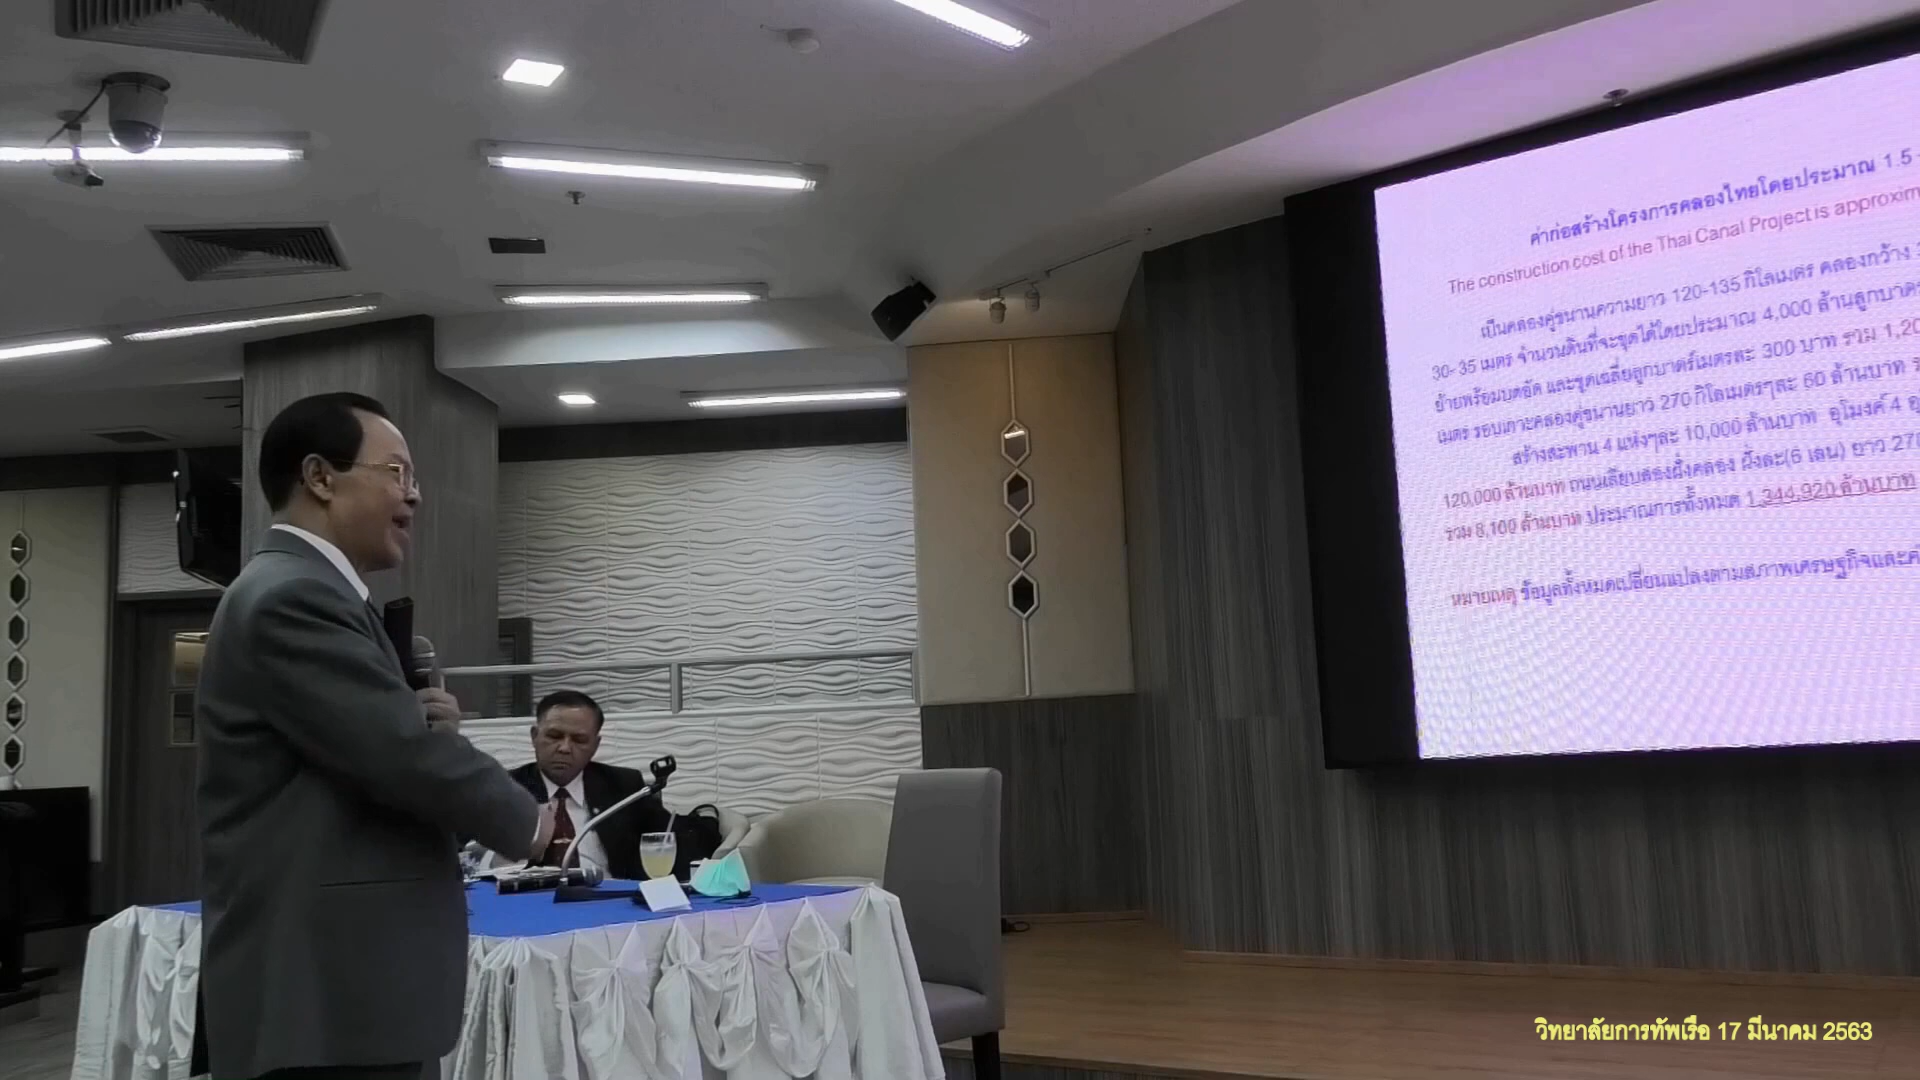 ค่าก่อสร้างโครงการคลองไทยโดยประมาณ 1.5
The construction cost of the Thai Canal Project is
เป็นคลองคู่ขนานความยาว 120-135 กิโลเมตร คลองกว้าง
30-35 เมตร จำนวนดินที่จะขุดได้โดยประมาณ 4,000 ล้านลูกบาศก์
ย้ายพร้อมบดอัด และขุดเฉลี่ยลูกบาศก์เมตรละ 300 บาท รวม
เมตร รอบเกาะคลองคู่ขนานยาว 270 กิโลเมตรๆละ 60 ล้านบาท
สร้างสะพาน 4 แห่งๆละ 10,000 ล้านบาท อุโมงค์ 4
120,000 ล้านบาท ถนนเลียบสองฝั่งคลอง ฝั่งละ(6 เลน) ยาว
รวม 8,100 ล้านบาท ประมาณการทั้งหมด 1,344,920 ล้านบาท
หมายเหตุ ข้อมูลทั้งหมดเปลี่ยนแปลงตามสภาพเศรษฐกิจและ
วิทยาลัยการทัพเรือ 17 มีนาคม 2563